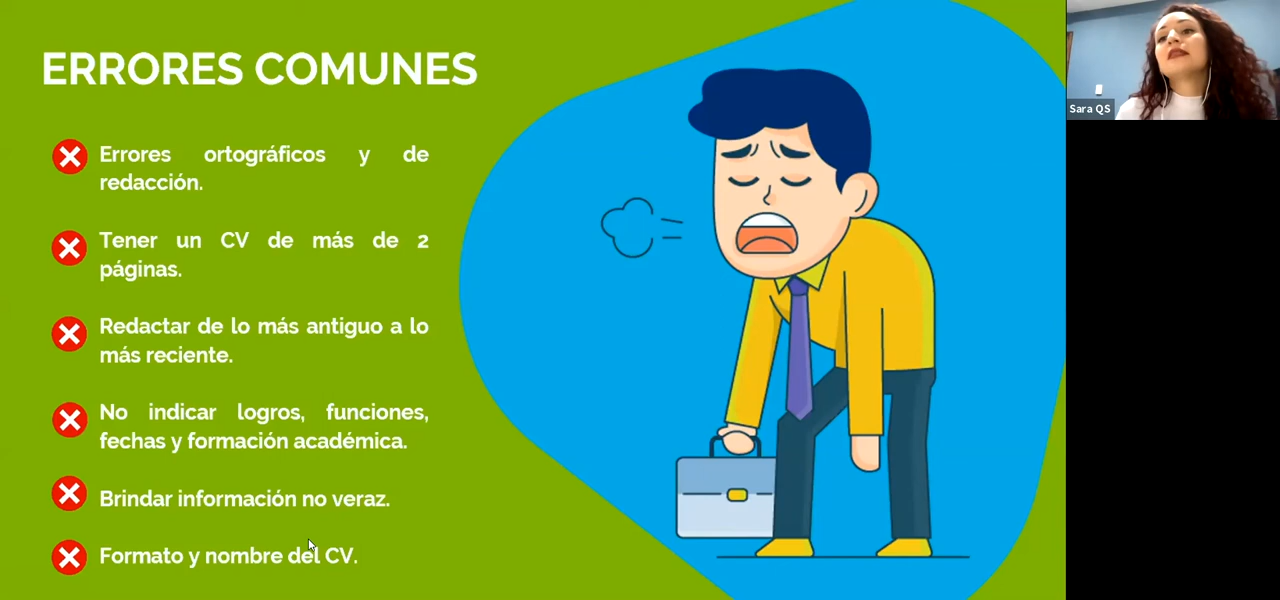 ERRORES COMUNES
Errores ortográficos y de
redacción.
Tener un CV de más de 2
páginas.
Redactar de lo más antiguo a lo
más reciente.
No indicar logros, funciones,
fechas y formación académica.
Brindar información no veraz.
Formato y nombre del CV.
Sara QS